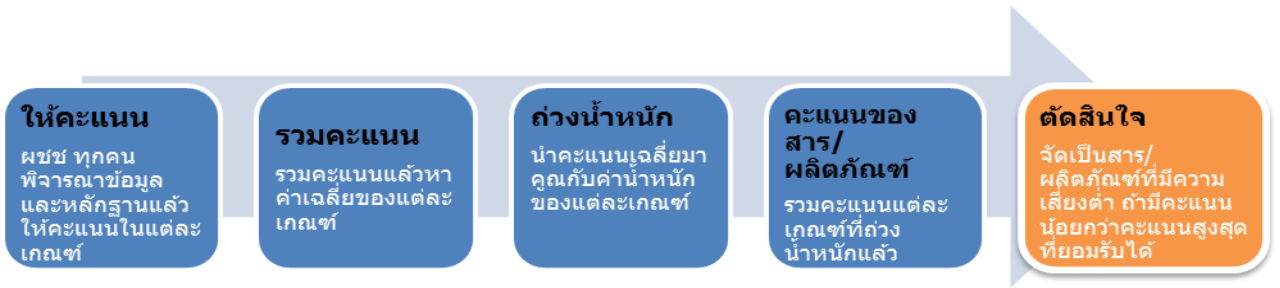 ให้คะแนน
ผชช ทุกคน
พิจารณาข้อมูล
และหลักฐานแล้ว
ให้คะแนนในแต่ละ
เกณฑ์
รวมคะแนน
รวมคะแนนแล้วหา
ค่าเฉลี่ยของแต่ละ
เกณฑ์
ถ่วงน้ำหนัก
นำคะแนนเฉลี่ยมา
คูณกับค่าน้ำหนัก
ของแต่ละเกณฑ์
คะแนนของ
สาร/
ผลิตภัณฑ์
รวมคะแนนแต่ละ
เกณฑ์ที่ถ่วง
น้ำหนักแล้ว
ตัดสินใจ
จัดเป็นสาร/
ผลิตภัณฑ์ที่มีความ
เสี่ยงต่ำ ถ้ามีคะแนน
น้อยกว่าคะแนนสูงสุด
ที่ยอมรับได้